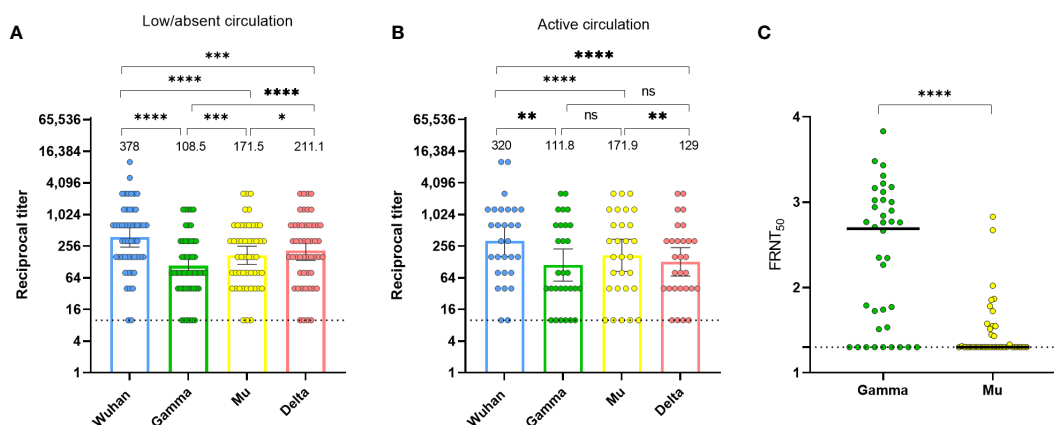 A
Low/absent circulation
***
****
****
****
***
*
65,536
378
108.5
171.5
211.1
16,384
4,096
1,024
256
64
16
4
1
Reciprocal titer
Wuhan
Gamma
Mu
Delta
B
Active circulation
****
****
ns
**
ns
**
65,536
320
111.8
171.9
129
16,384
4,096
1,024
256
64
16
4
1
Reciprocal titer
Wuhan
Gamma
Mu
Delta
C
****
4
3
2
1
FRNT50
Gamma
Mu